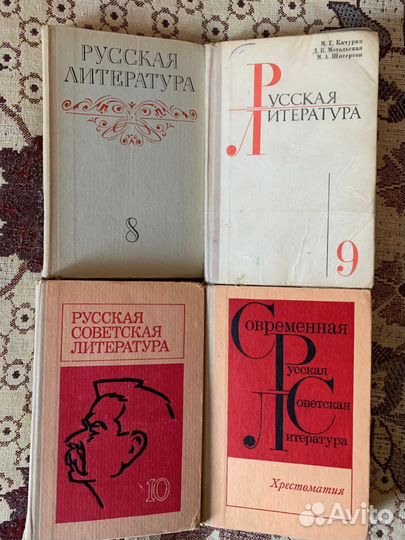 РУССКАЯ
ЛИТЕРАТУРА
8
М. Г. Качурин
Д. К. Мотольская
М. А. Шнеерсон
РУССКАЯ
ЛИТЕРАТУРА
9
РУССКАЯ
СОВЕТСКАЯ
ЛИТЕРАТУРА
10
Современная
Русская
Советская
Литература
Хрестоматия
Avito